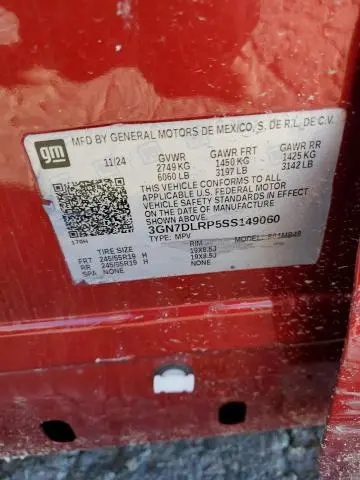 MFD BY GENERAL MOTORS DE MEXICO, S. DE R.L. DE C.V.
gm
11/24 GVWR GAWR FRT GAWR RR
2749 KG 1450 KG 1425 KG
6060 LB 3197 LB 3142 LB
THIS VEHICLE CONFORMS TO ALL
APPLICABLE U.S. FEDERAL MOTOR
VEHICLE SAFETY STANDARDS IN EFFECT
ON THE DATE OF MANUFACTURE
SHOWN ABOVE.
3GN7DLRP5SS149060
TYPE: MPV MODEL:
TIRE SIZE RIM
FRT 245/55R19 H 19X8.5J
RR 245/55R19 H 19X8.5J
SPA NONE NONE